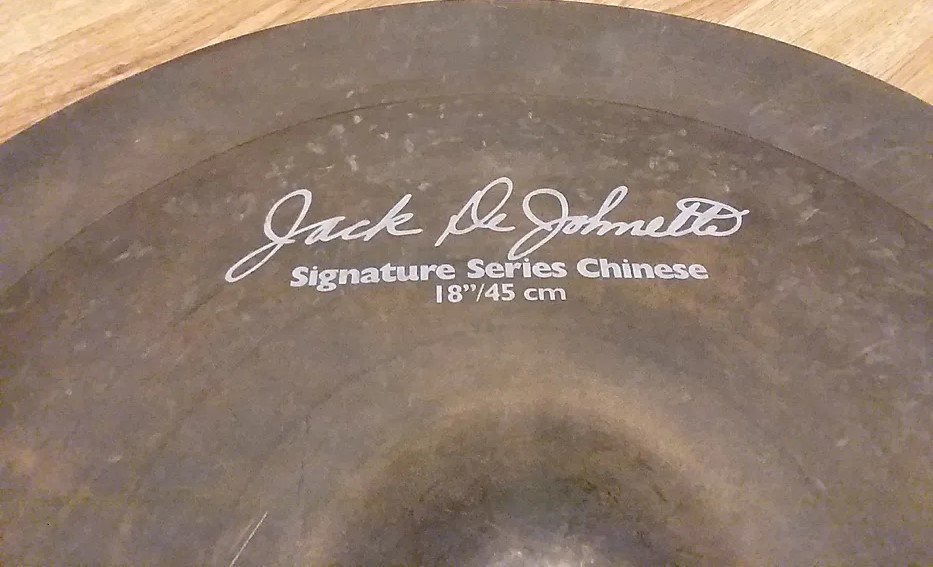 Jack DeJohnette
Signature Series Chinese
18”/45 cm